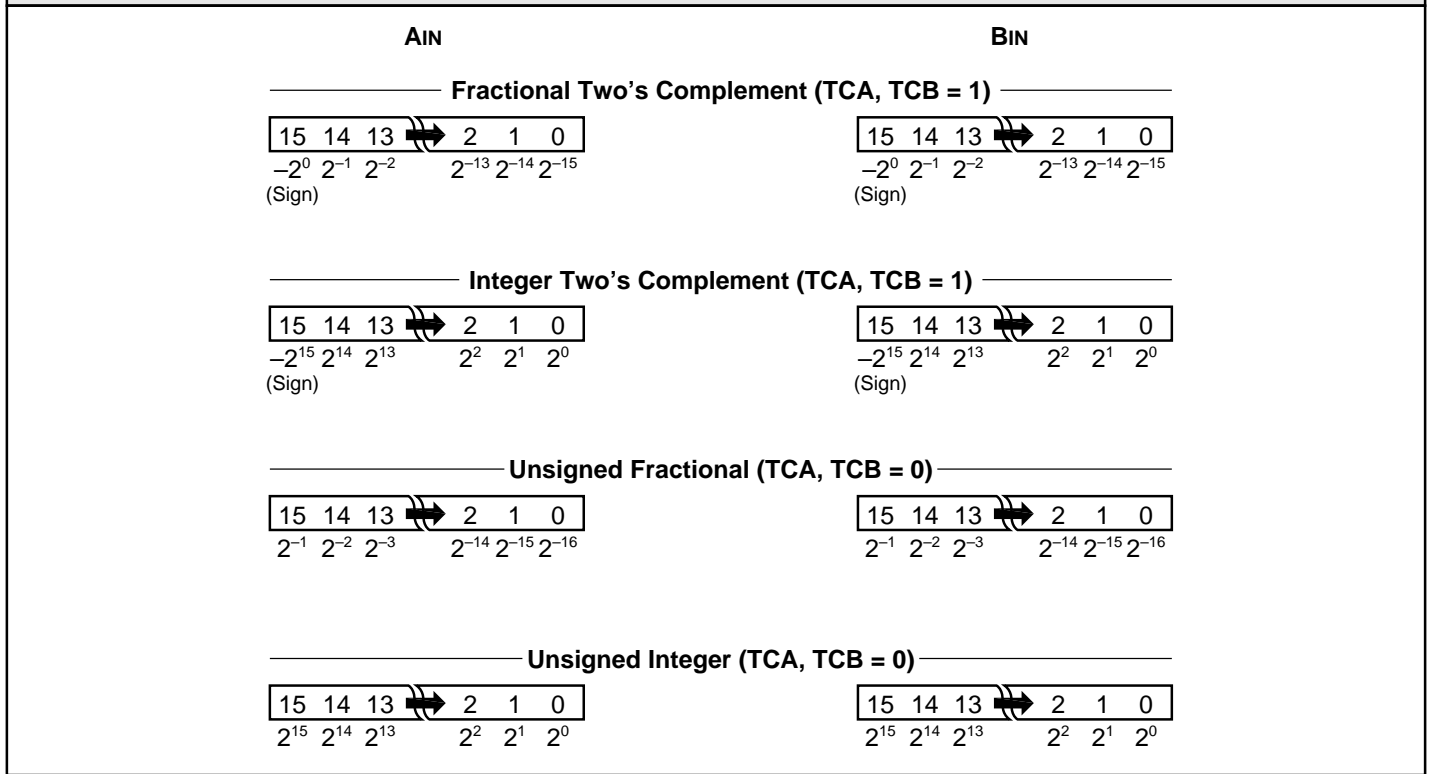 AIN BIN
Fractional Two's Complement (TCA, TCB = 1)
15 14 13 2 1 0 15 14 13 2 1 0
–2⁰ 2⁻¹ 2⁻² 2⁻¹³ 2⁻¹⁴ 2⁻¹⁵ –2⁰ 2⁻¹ 2⁻² 2⁻¹³ 2⁻¹⁴ 2⁻¹⁵
(Sign) (Sign)
Integer Two's Complement (TCA, TCB = 1)
15 14 13 2 1 0 15 14 13 2 1 0
–2¹⁵ 2¹⁴ 2¹³ 2² 2¹ 2⁰ –2¹⁵ 2¹⁴ 2¹³ 2² 2¹ 2⁰
(Sign) (Sign)
Unsigned Fractional (TCA, TCB = 0)
15 14 13 2 1 0 15 14 13 2 1 0
2⁻¹ 2⁻² 2⁻³ 2⁻¹⁴ 2⁻¹⁵ 2⁻¹⁶ 2⁻¹ 2⁻² 2⁻³ 2⁻¹⁴ 2⁻¹⁵ 2⁻¹⁶
Unsigned Integer (TCA, TCB = 0)
15 14 13 2 1 0 15 14 13 2 1 0
2¹⁵ 2¹⁴ 2¹³ 2² 2¹ 2⁰ 2¹⁵ 2¹⁴ 2¹³ 2² 2¹ 2⁰